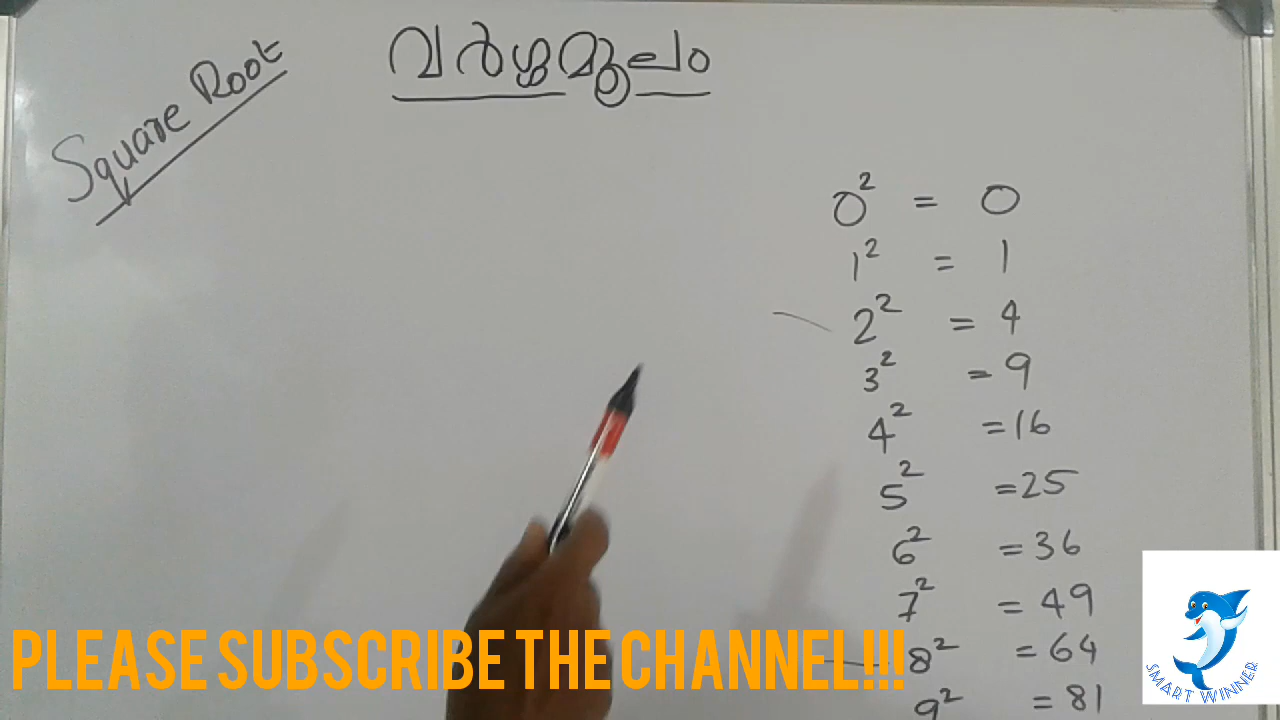 വർഗ്ഗമൂലം
Square Root
0² = 0
1² = 1
2² = 4
3² = 9
4² = 16
5² = 25
6² = 36
7² = 49
8² = 64
9² = 81
PLEASE SUBSCRIBE THE CHANNEL!!!
SMART WINNER